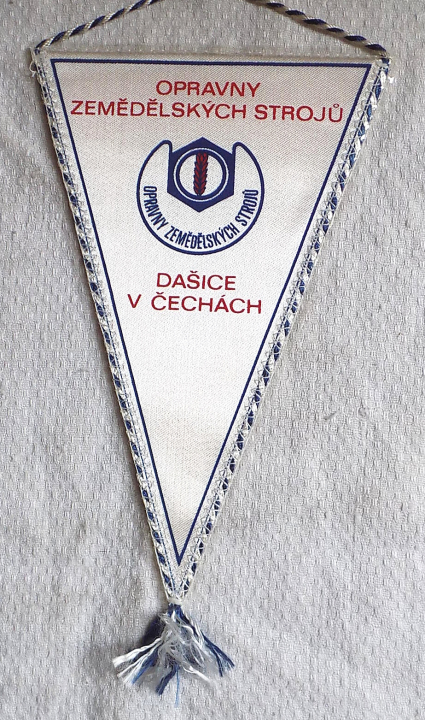 OPRAVNY
ZEMĚDĚLSKÝCH STROJŮ
OPRAVNY ZEMĚDĚLSKÝCH STROJŮ
DAŠICE
V ČECHÁCH